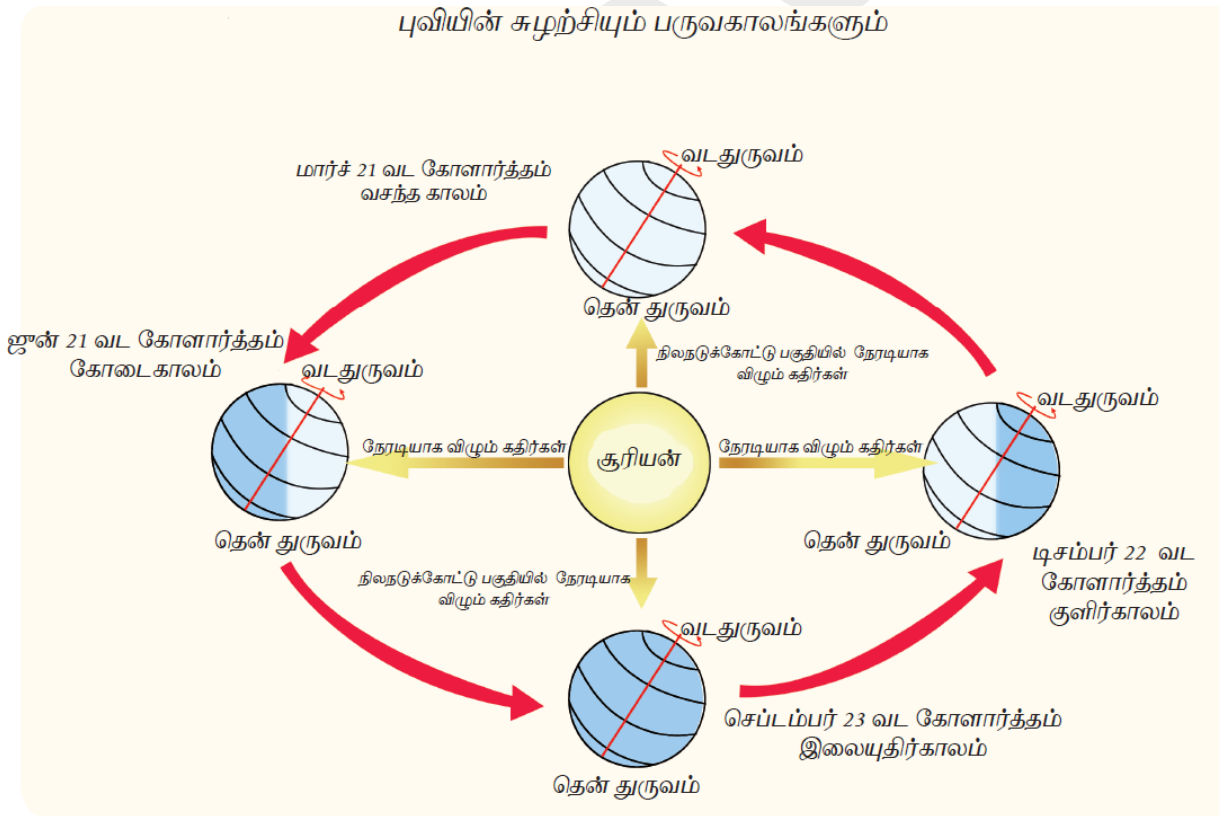 புவியின் சுழற்சியும் பருவகாலங்களும்
மார்ச் 21 வட கோளார்த்தம்
வசந்த காலம்
வடதுருவம்
தென் துருவம்
ஜுன் 21 வட கோளார்த்தம்
கோடைகாலம்
வடதுருவம்
தென் துருவம்
நிலநடுக்கோட்டு பகுதியில் நேரடியாக
விழும் கதிர்கள்
நேரடியாக விழும் கதிர்கள்
சூரியன்
நேரடியாக விழும் கதிர்கள்
வடதுருவம்
தென் துருவம்
டிசம்பர் 22 வட
கோளார்த்தம்
குளிர்காலம்
நிலநடுக்கோட்டு பகுதியில் நேரடியாக
விழும் கதிர்கள்
வடதுருவம்
தென் துருவம்
செப்டம்பர் 23 வட கோளார்த்தம்
இலையுதிர்காலம்